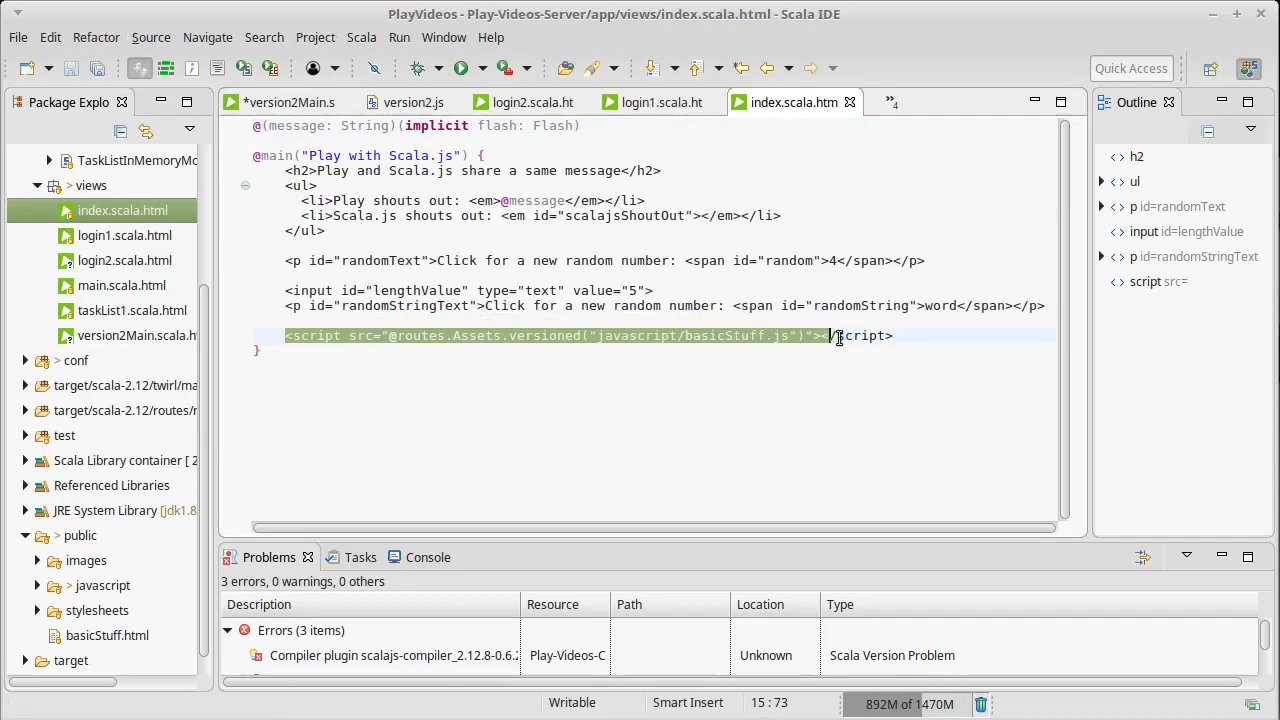 PlayVideos - Play-Videos-Server/app/views/index.scala.html - Scala IDE
File Edit Refactor Source Navigate Search Project Scala Run Window Help
Quick Access
Package Explo
*version2Main.s
version2.js
login2.scala.ht
login1.scala.ht
index.scala.htm
4
Outline
TaskListInMemoryMo
> views
index.scala.html
login1.scala.html
login2.scala.html
main.scala.html
taskList1.scala.html
version2Main.scala.h
> conf
target/scala-2.12/twirl/ma
target/scala-2.12/routes/r
test
Scala Library container [ 2
Referenced Libraries
JRE System Library [jdk1.8
> public
images
> javascript
stylesheets
basicStuff.html
target
@(message: String)(implicit flash: Flash)
@main("Play with Scala.js") {
<h2>Play and Scala.js share a same message</h2>
<ul>
<li>Play shouts out: <em>@message</em></li>
<li>Scala.js shouts out: <em id="scalajsShoutOut"></em></li>
</ul>
<p id="randomText">Click for a new random number: <span id="random">4</span></p>
<input id="lengthValue" type="text" value="5">
<p id="randomStringText">Click for a new random number: <span id="randomString">word</span></p>
<script src="@routes.Assets.versioned("javascript/basicStuff.js")"></script>
}
h2
ul
p id=randomText
input id=lengthValue
p id=randomStringText
script src=
Problems
Tasks
Console
3 errors, 0 warnings, 0 others
Description Resource Path Location Type
Errors (3 items)
Compiler plugin scalajs-compiler_2.12.8-0.6.2 Play-Videos-C Unknown Scala Version Problem
Writable Smart Insert 15 : 73 892M of 1470M